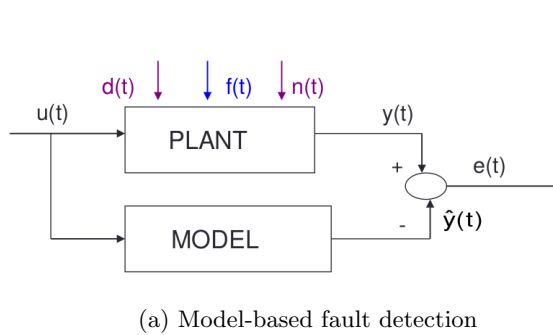 d(t) f(t) n(t)
u(t) y(t)
PLANT
+ e(t)
MODEL - ŷ(t)
(a) Model-based fault detection